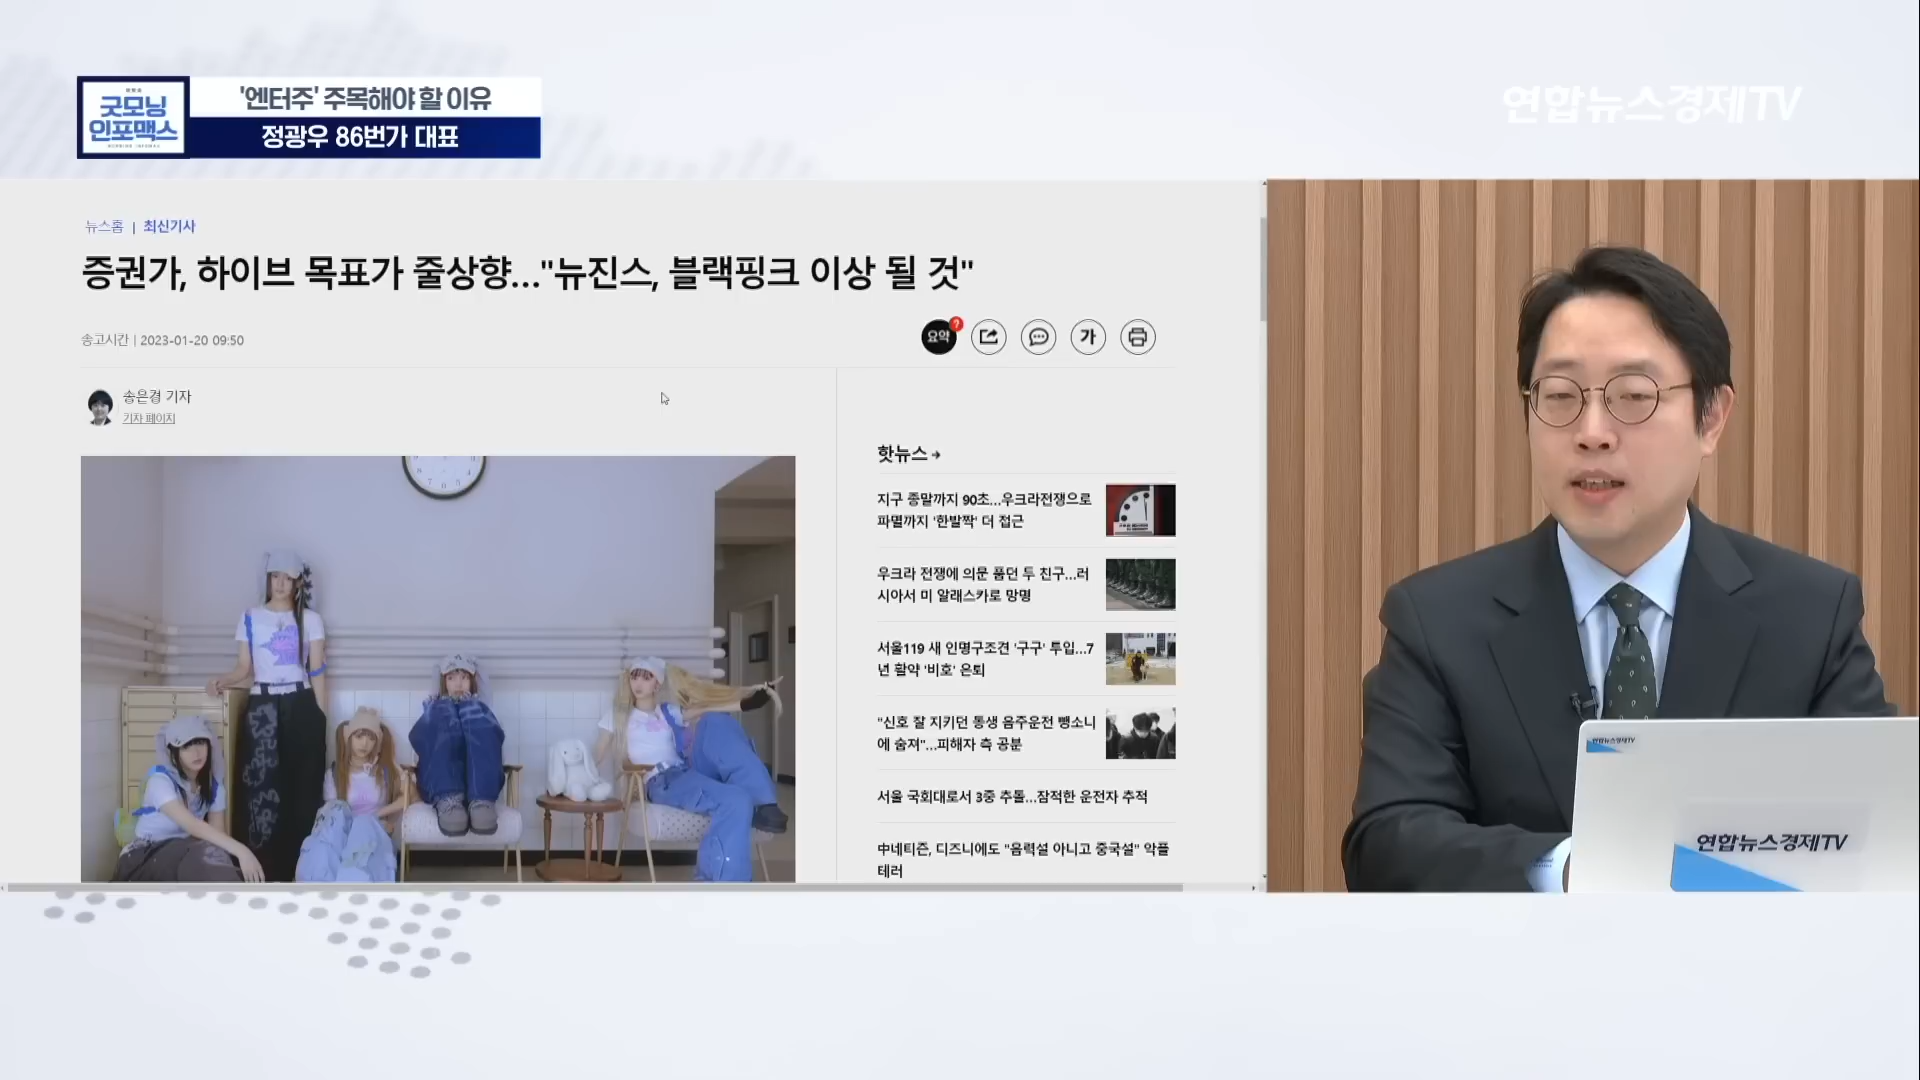 굿모닝
인포맥스
'엔터주' 주목해야 할 이유
정광우 86번가 대표
연합뉴스경제TV
뉴스홈 | 최신기사
증권가, 하이브 목표가 줄상향..."뉴진스, 블랙핑크 이상 될 것"
송고시간 | 2023-01-20 09:50
요약
?
가
송은경 기자
기자 페이지
핫뉴스
지구 종말까지 90초...우크라전쟁으로
파멸까지 '한발짝' 더 접근
우크라 전쟁에 의문 품던 두 친구...러
시아서 미 알래스카로 망명
서울119 새 인명구조견 '구구' 투입...7
년 활약 '비호' 은퇴
"신호 잘 지키던 동생 음주운전 뺑소니
에 숨져"...피해자 측 공분
서울 국회대로서 3중 추돌...잠적한 운전자 추적
中네티즌, 디즈니에도 "음력설 아니고 중국설" 악플
테러
연합뉴스경제TV
연합뉴스경제TV